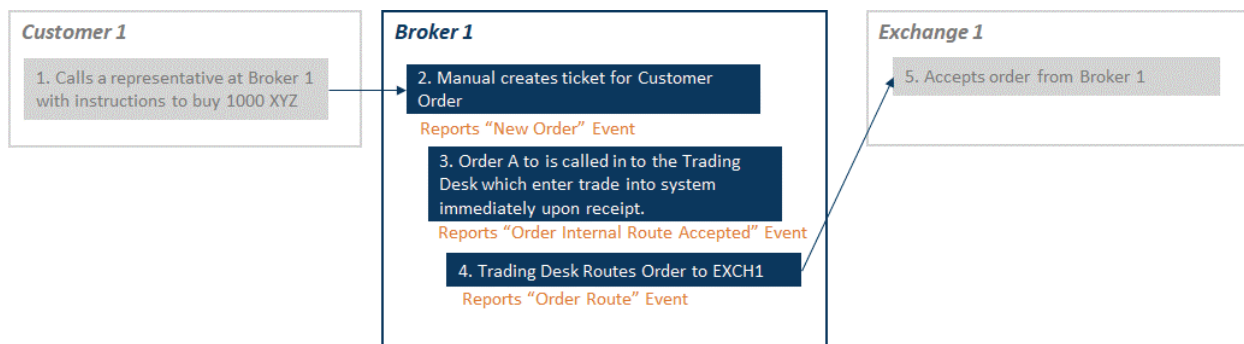 Customer 1
1. Calls a representative at Broker 1
with instructions to buy 1000 XYZ
Broker 1
2. Manual creates ticket for Customer
Order
Reports “New Order” Event
3. Order A to is called in to the Trading
Desk which enter trade into system
immediately upon receipt.
Reports “Order Internal Route Accepted” Event
4. Trading Desk Routes Order to EXCH1
Reports “Order Route” Event
Exchange 1
5. Accepts order from Broker 1